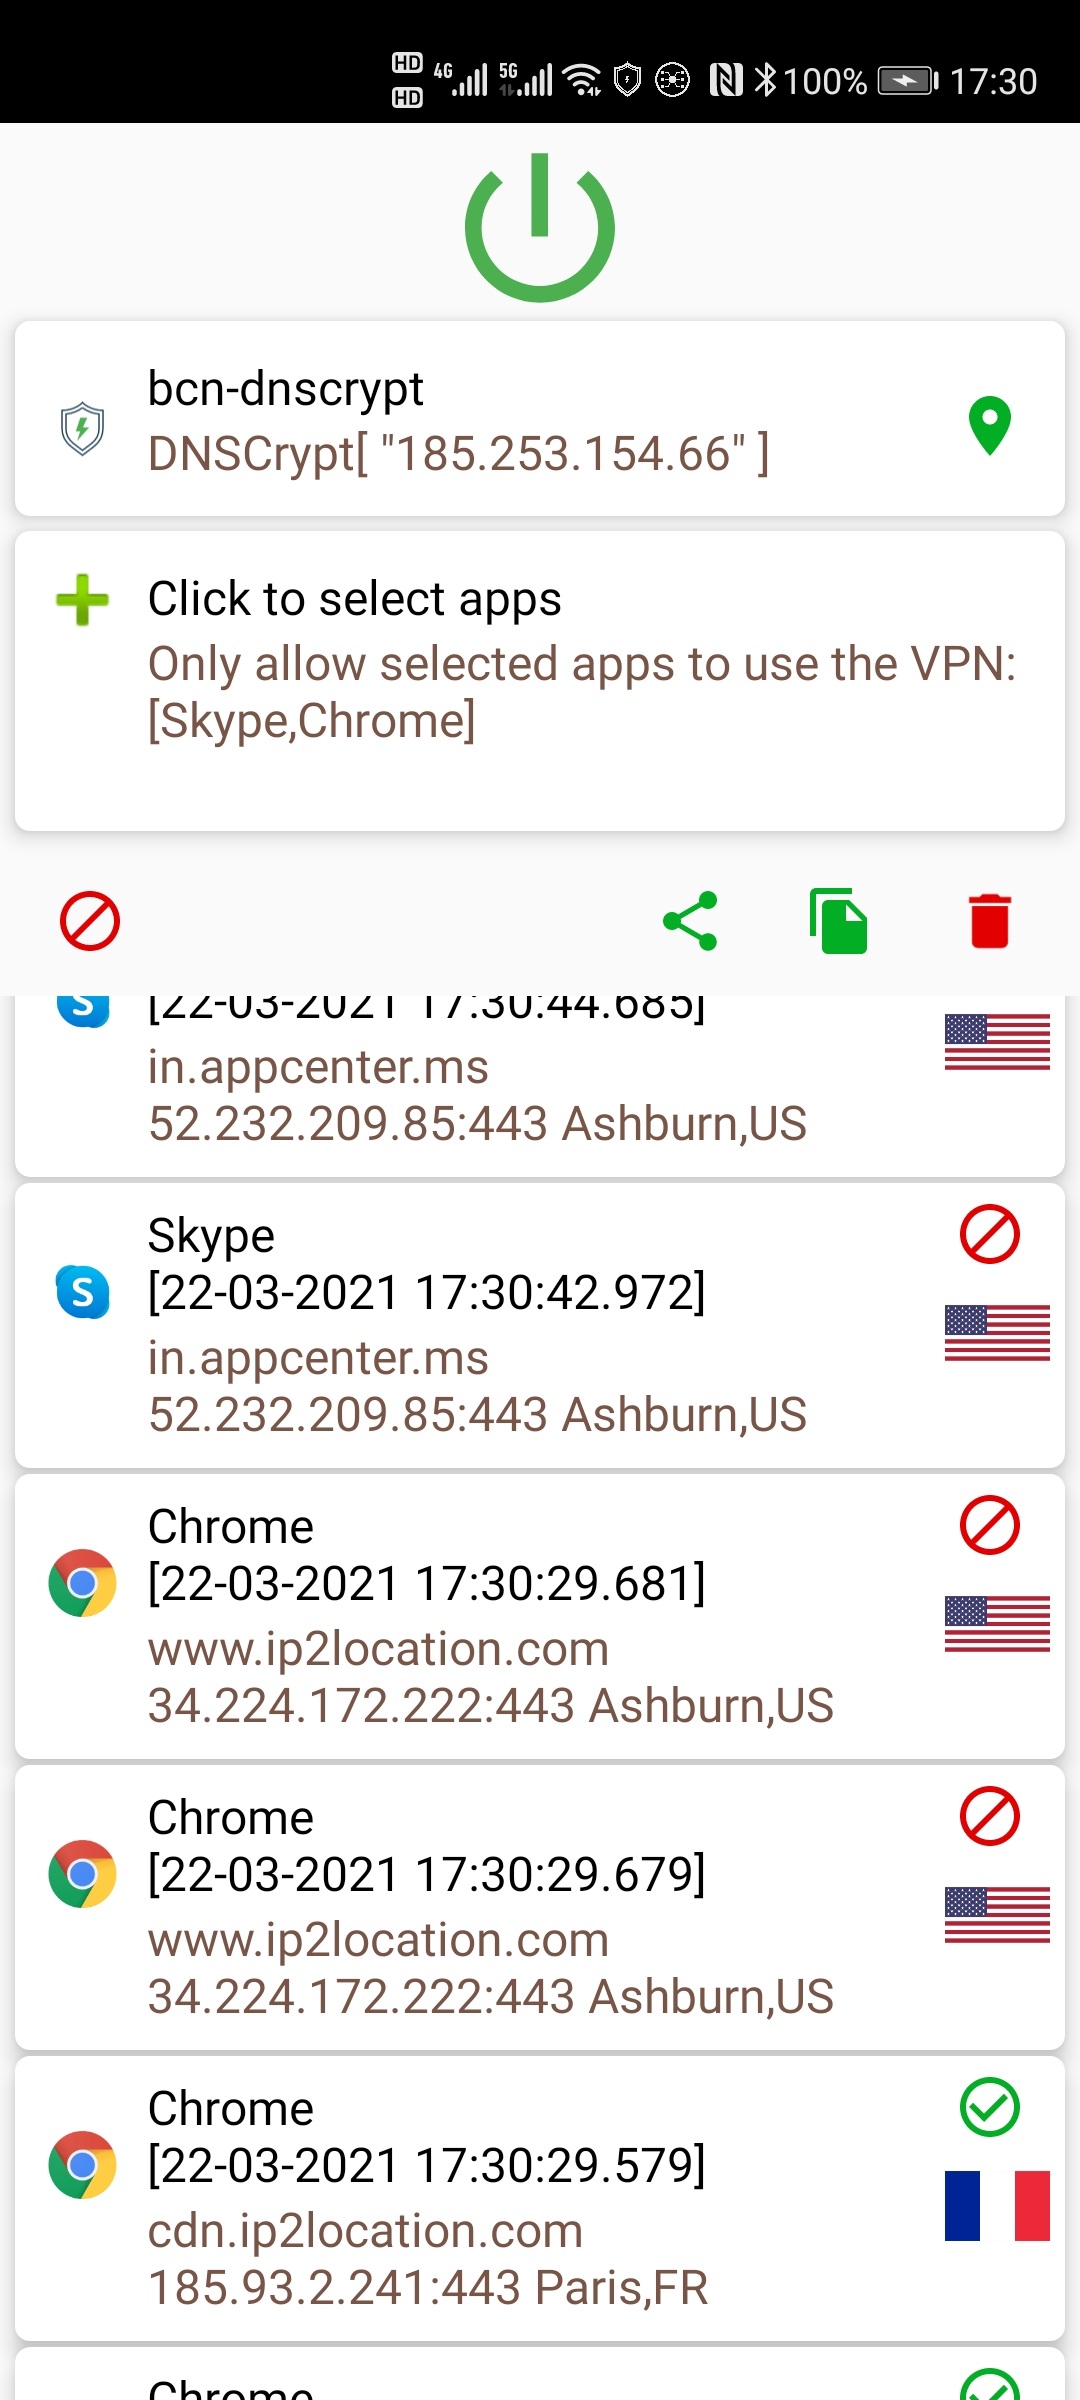 HD 4G 5G 100% 17:30
HD
bcn-dnscrypt
DNSCrypt[ "185.253.154.66" ]
Click to select apps
Only allow selected apps to use the VPN:
[Skype,Chrome]
[22-03-2021 17:30:44.685]
in.appcenter.ms
52.232.209.85:443 Ashburn,US
Skype
[22-03-2021 17:30:42.972]
in.appcenter.ms
52.232.209.85:443 Ashburn,US
Chrome
[22-03-2021 17:30:29.681]
www.ip2location.com
34.224.172.222:443 Ashburn,US
Chrome
[22-03-2021 17:30:29.679]
www.ip2location.com
34.224.172.222:443 Ashburn,US
Chrome
[22-03-2021 17:30:29.579]
cdn.ip2location.com
185.93.2.241:443 Paris,FR
Chrome